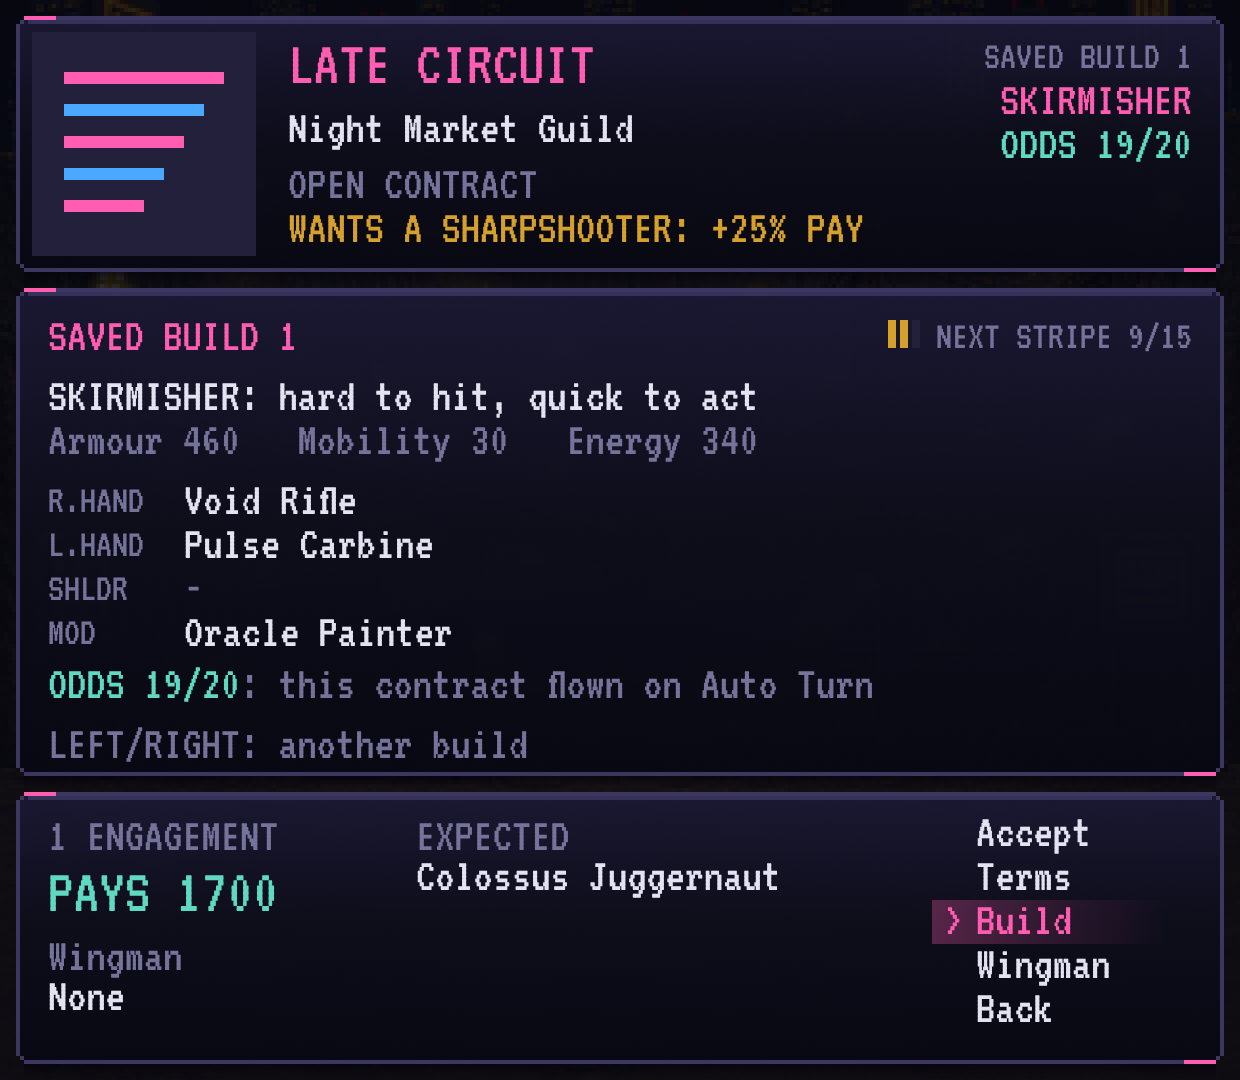 LATE CIRCUIT
Night Market Guild
OPEN CONTRACT
WANTS A SHARPSHOOTER: +25% PAY
SAVED BUILD 1
SKIRMISHER
ODDS 19/20
SAVED BUILD 1
NEXT STRIPE 9/15
SKIRMISHER: hard to hit, quick to act
Armour 460 Mobility 30 Energy 340
R.HAND Void Rifle
L.HAND Pulse Carbine
SHLDR -
MOD Oracle Painter
ODDS 19/20: this contract flown on Auto Turn
LEFT/RIGHT: another build
1 ENGAGEMENT
PAYS 1700
Wingman
None
EXPECTED
Colossus Juggernaut
Accept
Terms
> Build
Wingman
Back